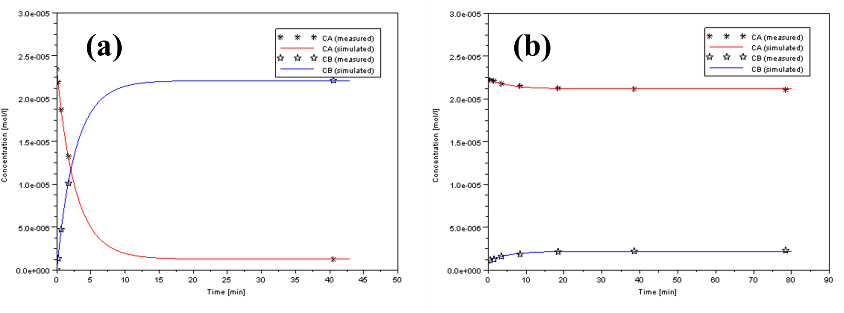 (a)
CA (measured)
CA (simulated)
CB (measured)
CB (simulated)
3.0e-005
2.5e-005
2.0e-005
1.5e-005
1.0e-005
5.0e-006
0.0e+000
Concentration [mol/l]
0 5 10 15 20 25 30 35 40 45 50
Time [min]
(b)
CA (measured)
CA (simulated)
CB (measured)
CB (simulated)
3.0e-005
2.5e-005
2.0e-005
1.5e-005
1.0e-005
5.0e-006
0.0e+000
Concentration [mol/l]
0 10 20 30 40 50 60 70 80 90
Time [min]